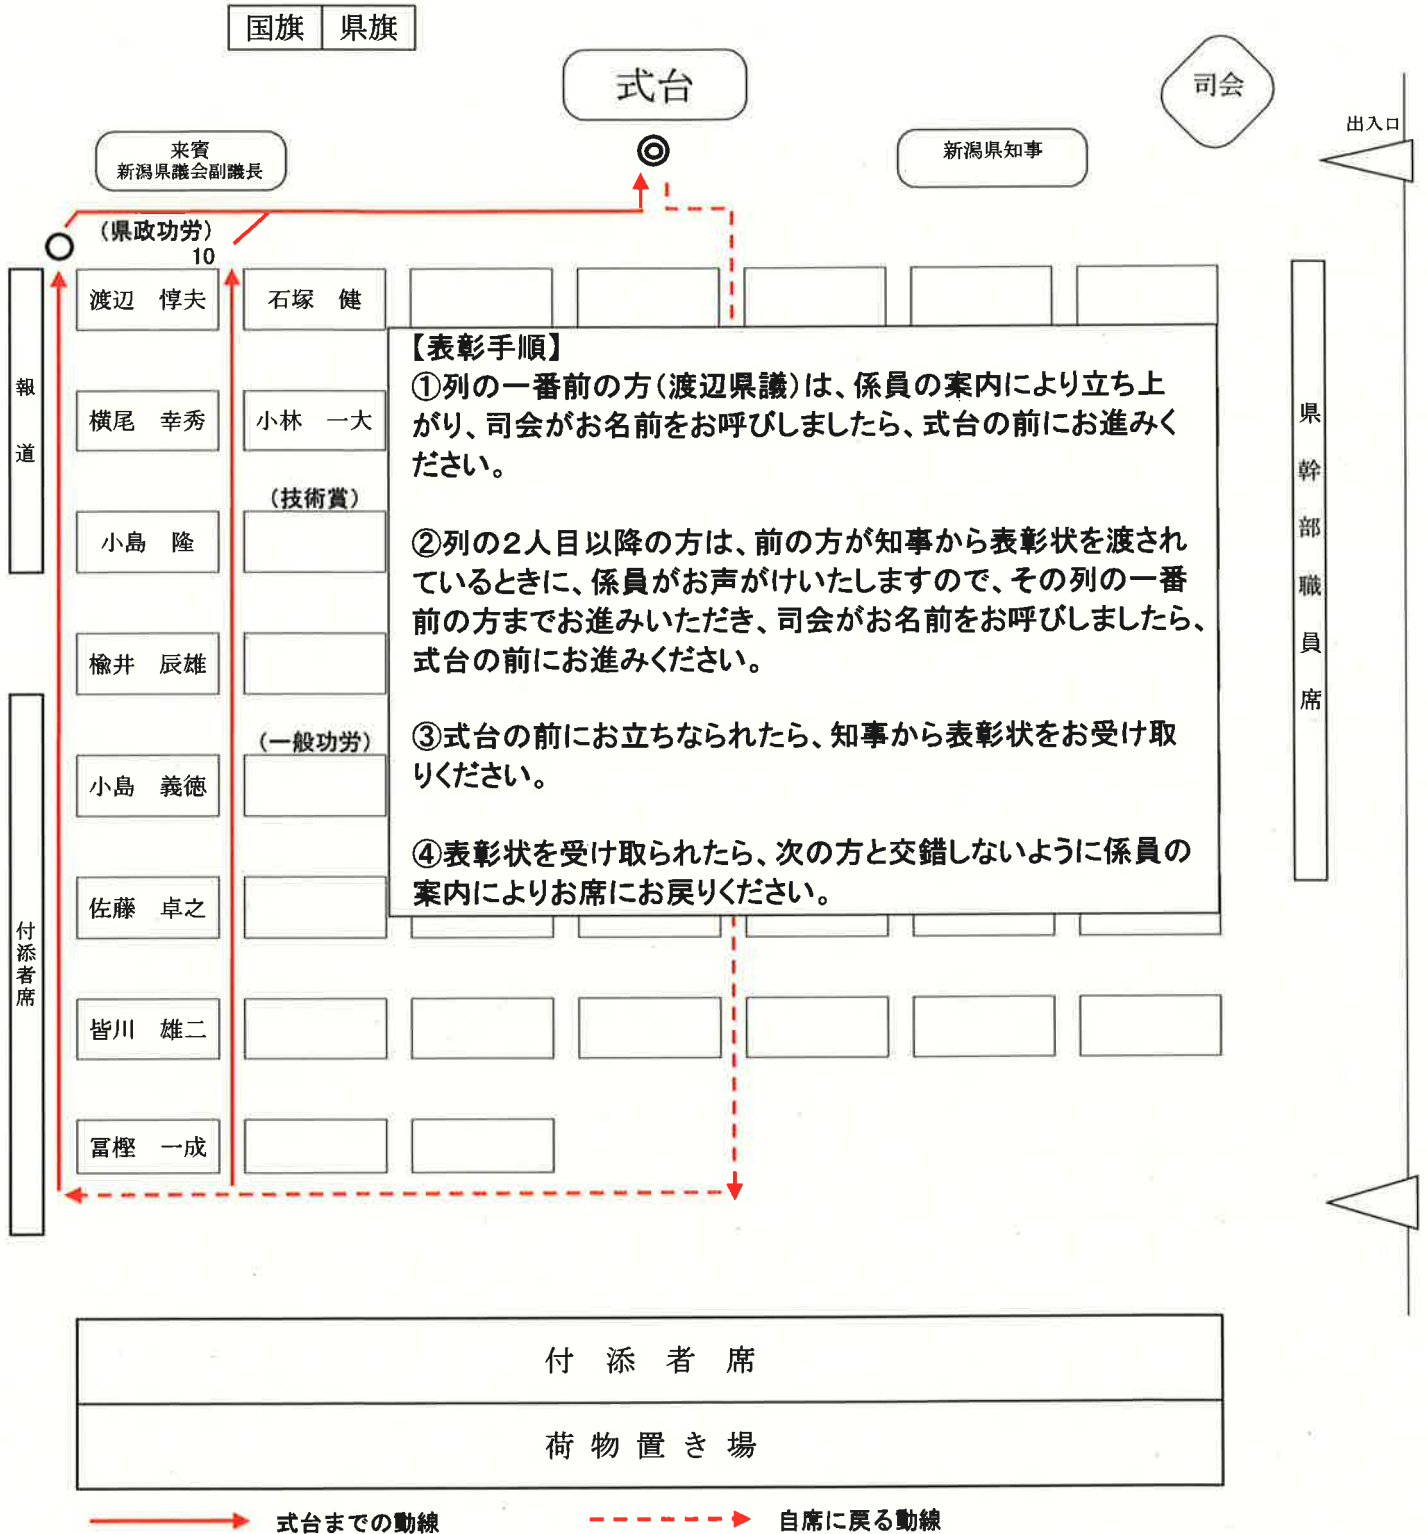 国旗 県旗
式台
司会
出入口
来賓
新潟県議会副議長
新潟県知事
(県政功労)
10
渡辺 惇夫
石塚 健
横尾 幸秀
小林 一大
(技術賞)
小島 隆
楡井 辰雄
(一般功労)
小島 義徳
佐藤 卓之
皆川 雄二
冨樫 一成
報道
付添者席
県幹部職員席
【表彰手順】
①列の一番前の方(渡辺県議)は、係員の案内により立ち上
がり、司会がお名前をお呼びしましたら、式台の前にお進みく
ださい。
②列の2人目以降の方は、前の方が知事から表彰状を渡され
ているときに、係員がお声がけいたしますので、その列の一番
前の方までお進みいただき、司会がお名前をお呼びしましたら、
式台の前にお進みください。
③式台の前にお立ちなられたら、知事から表彰状をお受け取
りください。
④表彰状を受け取られたら、次の方と交錯しないように係員の
案内によりお席にお戻りください。
付添者席
荷物置き場
式台までの動線
自席に戻る動線